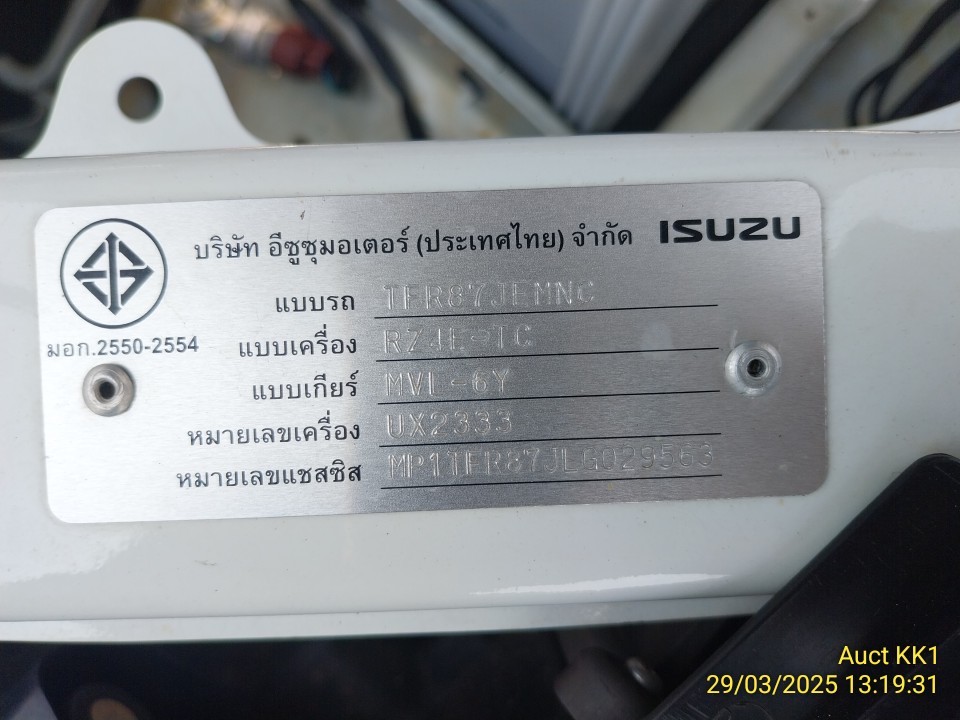 บริษัท อีซูซุมอเตอร์ (ประเทศไทย) จำกัด ISUZU
แบบรถ TFR87JEMNC
มอก.2550-2554
แบบเครื่อง RZ4E-TC
แบบเกียร์ MVL-6Y
หมายเลขเครื่อง UX2333
หมายเลขแชสซิส MP1TFR87JLG029563
Auct KK1
29/03/2025 13:19:31